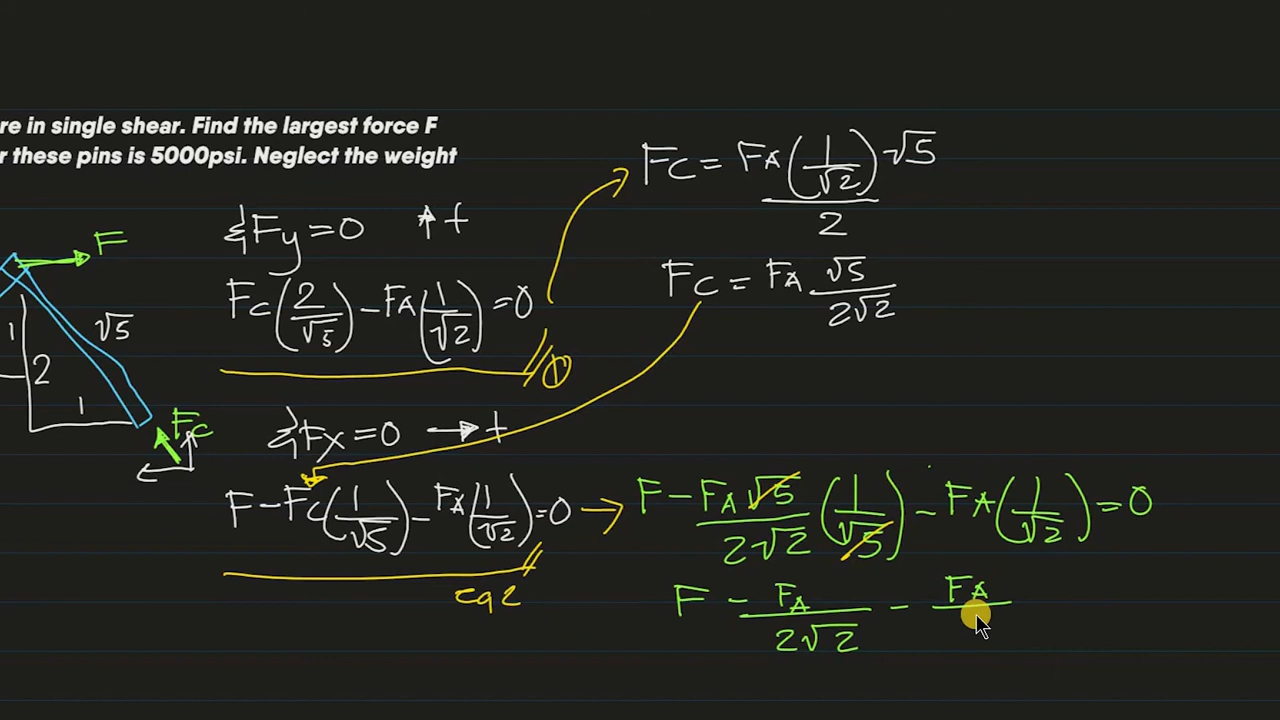 re in single shear. Find the largest force F
r these pins is 5000psi. Neglect the weight
F
1
2
√5
1
Fc
ΣFy = 0 ↑ +
Fc(2/√5) - FA(1/√2) = 0
①
ΣFx = 0 → +
F - Fc(1/√5) - FA(1/√2) = 0
eq 2
Fc = FA(1/√2)√5 / 2
Fc = FA √5/2√2
F - FA√5/2√2 (1/√5) - FA(1/√2) = 0
F - FA/2√2 - FA